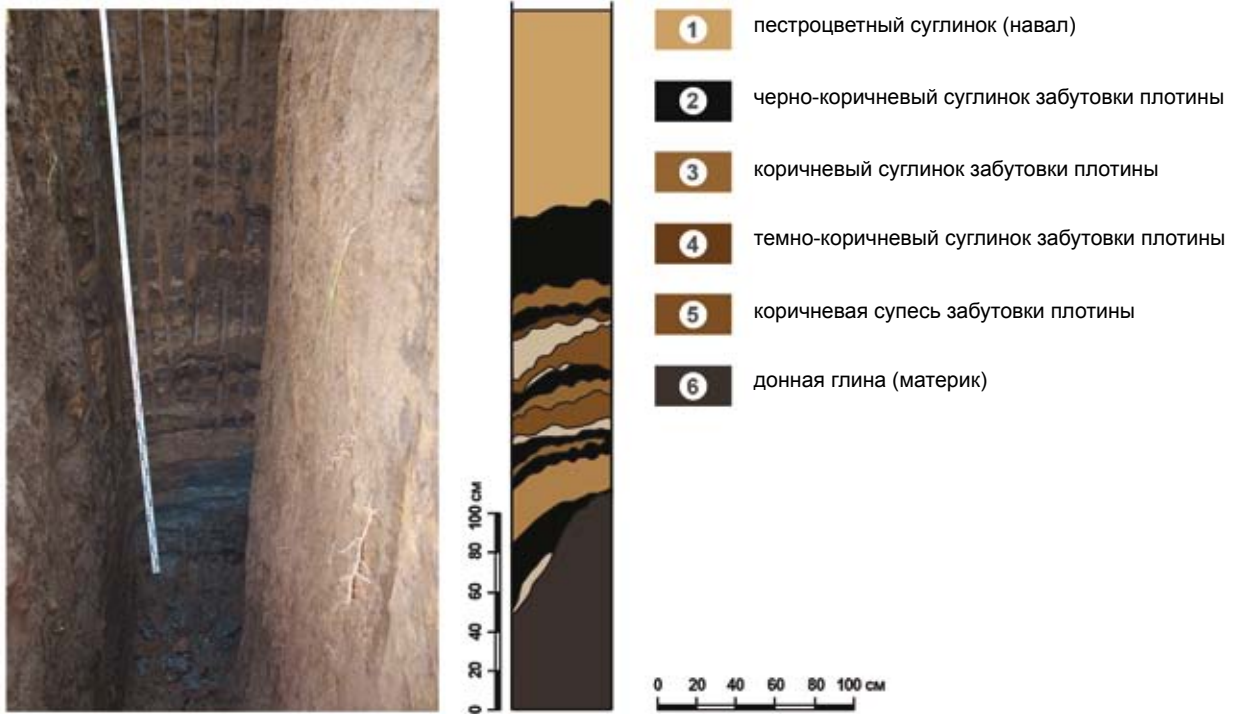 1 пестроцветный суглинок (навал)
2 черно-коричневый суглинок забутовки плотины
3 коричневый суглинок забутовки плотины
4 темно-коричневый суглинок забутовки плотины
5 коричневая супесь забутовки плотины
6 донная глина (материк)
100 см
80
60
40
20
0
0 20 40 60 80 100 см